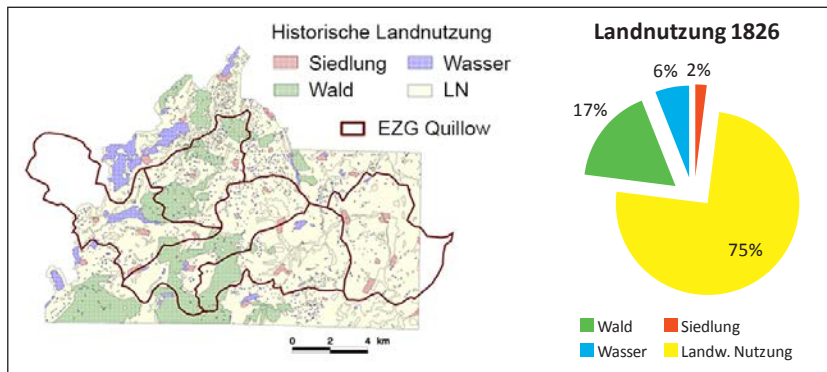 Historische Landnutzung
Siedlung Wasser
Wald LN
EZG Quillow
0 2 4 km
Landnutzung 1826
6% 2%
17%
75%
Wald Siedlung
Wasser Landw. Nutzung